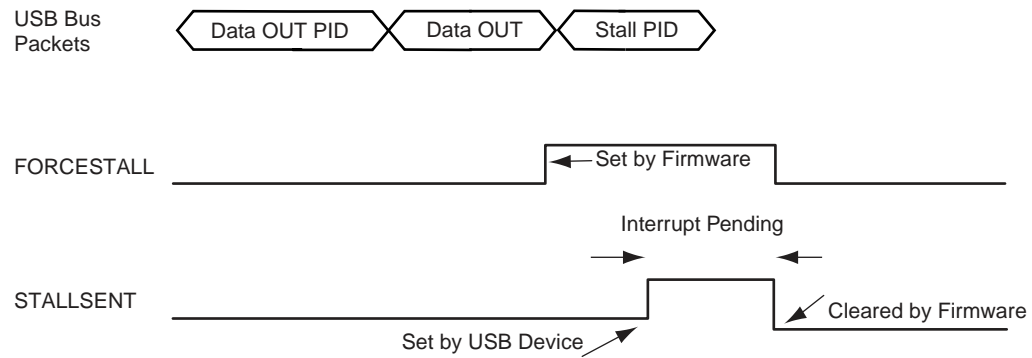 USB Bus
Packets
Data OUT PID
Data OUT
Stall PID
FORCESTALL
Set by Firmware
Interrupt Pending
STALLSENT
Cleared by Firmware
Set by USB Device